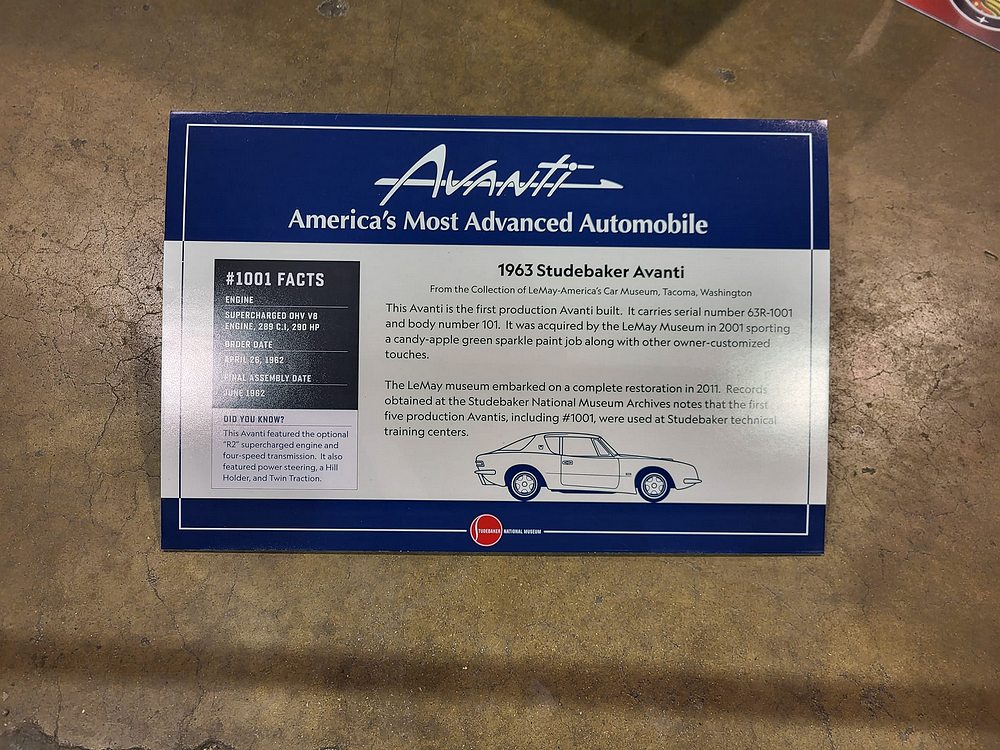 Avanti
America's Most Advanced Automobile
#1001 FACTS
ENGINE
SUPERCHARGED OHV V8
ENGINE, 289 C.I, 290 HP
ORDER DATE
APRIL 26, 1962
FINAL ASSEMBLY DATE
JUNE 1962
DID YOU KNOW?
This Avanti featured the optional
"R2" supercharged engine and
four-speed transmission. It also
featured power steering, a Hill
Holder, and Twin Traction.
1963 Studebaker Avanti
From the Collection of LeMay-America's Car Museum, Tacoma, Washington
This Avanti is the first production Avanti built. It carries serial number 63R-1001
and body number 101. It was acquired by the LeMay Museum in 2001 sporting
a candy-apple green sparkle paint job along with other owner-customized
touches.
The LeMay museum embarked on a complete restoration in 2011. Records
obtained at the Studebaker National Museum Archives notes that the first
five production Avantis, including #1001, were used at Studebaker technical
training centers.
STUDEBAKER NATIONAL MUSEUM